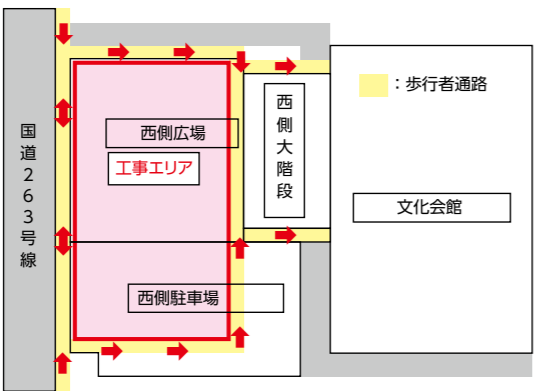 国道263号線
西側広場
工事エリア
西側大階段
：歩行者通路
文化会館
西側駐車場